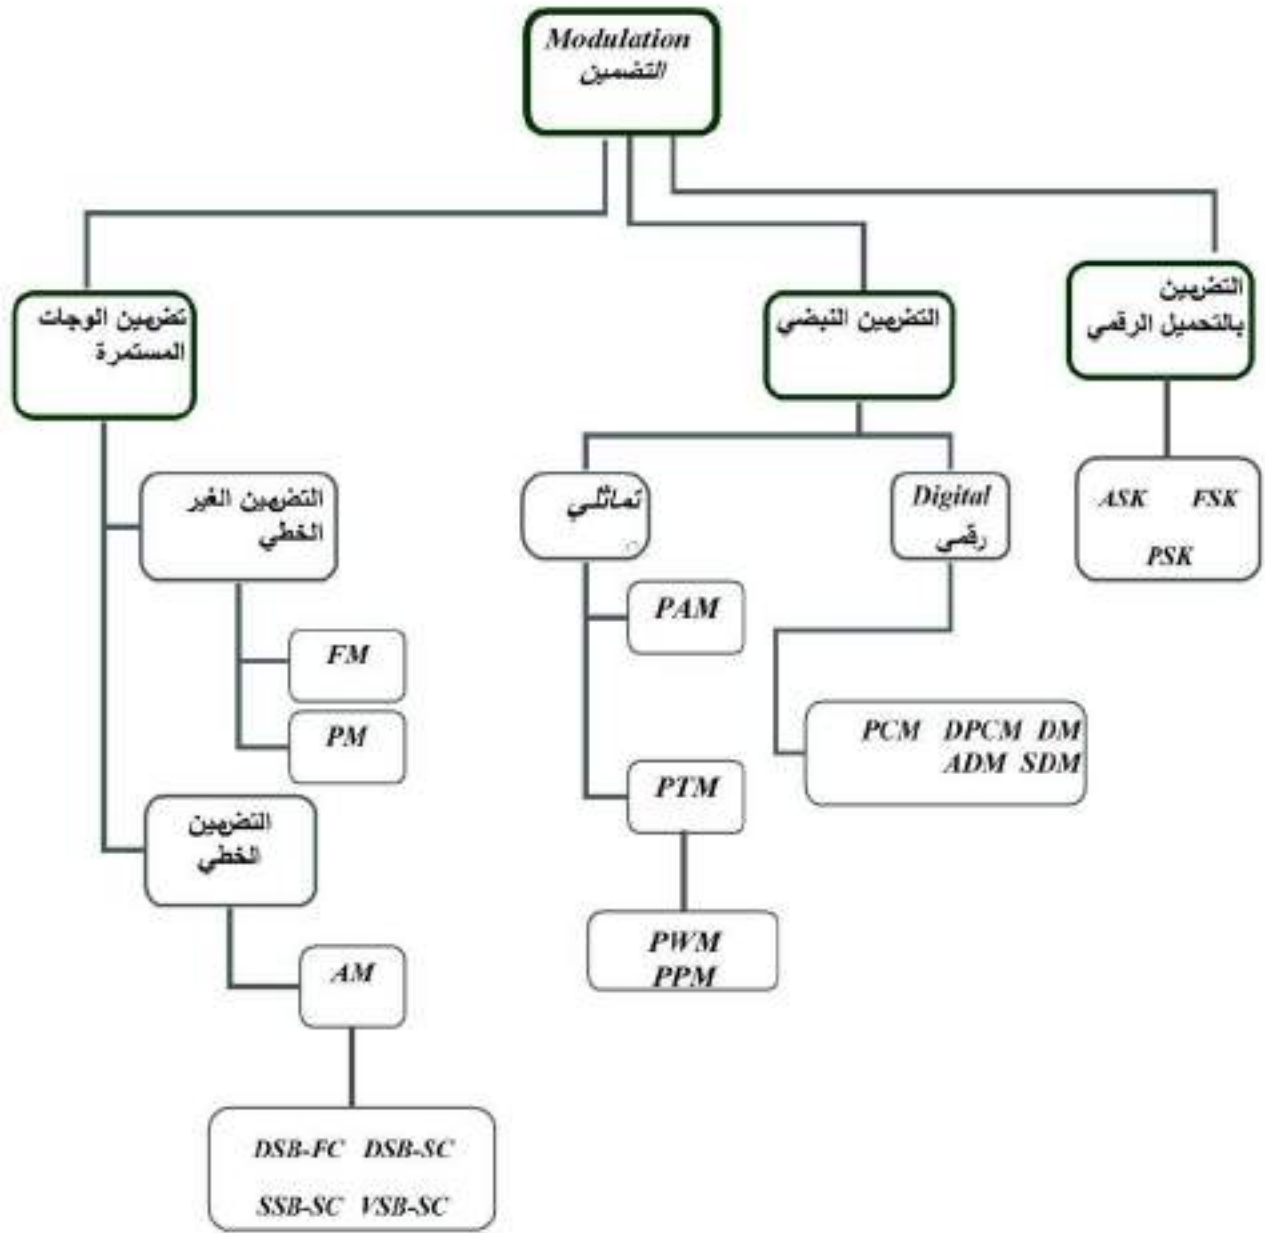 Modulation
التضمين
تضمين الوجات
المستمرة
التضمين النبضي
التضمين
بالتحميل الرقمي
التضمين الغير
الخطي
FM
PM
التضمين
الخطي
AM
DSB-FC DSB-SC
SSB-SC VSB-SC
تماثلي
PAM
PTM
PWM
PPM
Digital
رقمي
PCM DPCM DM
ADM SDM
ASK FSK
PSK